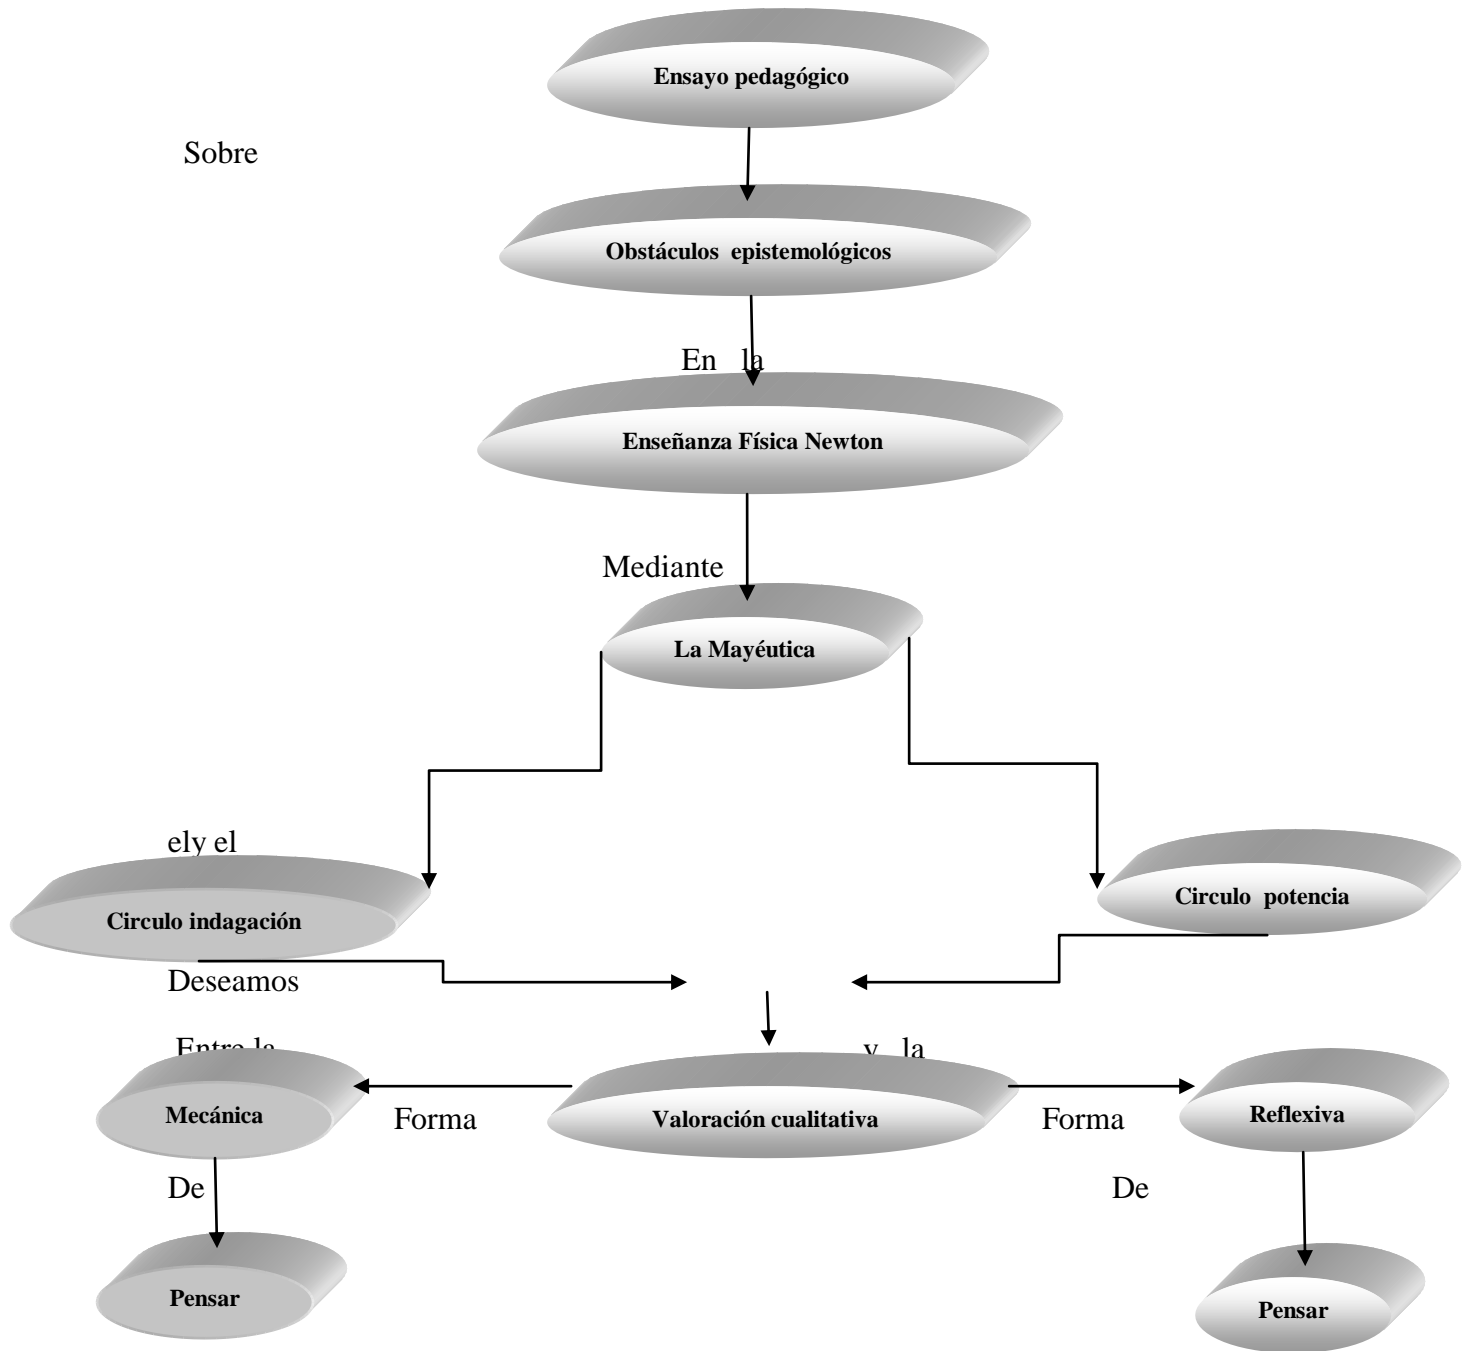 Ensayo pedagógico
Sobre
Obstáculos epistemológicos
En la
Enseñanza Física Newton
Mediante
La Mayéutica
ely el
Circulo indagación
Circulo potencia
Deseamos
Entre la
y la
Mecánica
Forma
Valoración cualitativa
Forma
Reflexiva
De
De
Pensar
Pensar